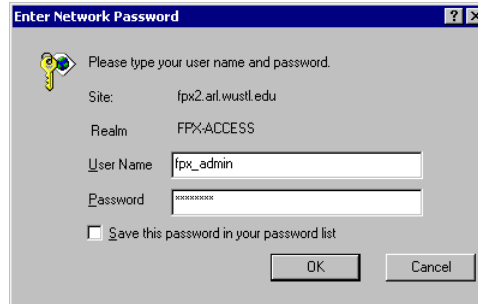 Enter Network Password
Please type your user name and password.
Site: fpx2.arl.wustl.edu
Realm FPX-ACCESS
User Name fpx_admin
Password xxxxxxxx
Save this password in your password list
OK Cancel